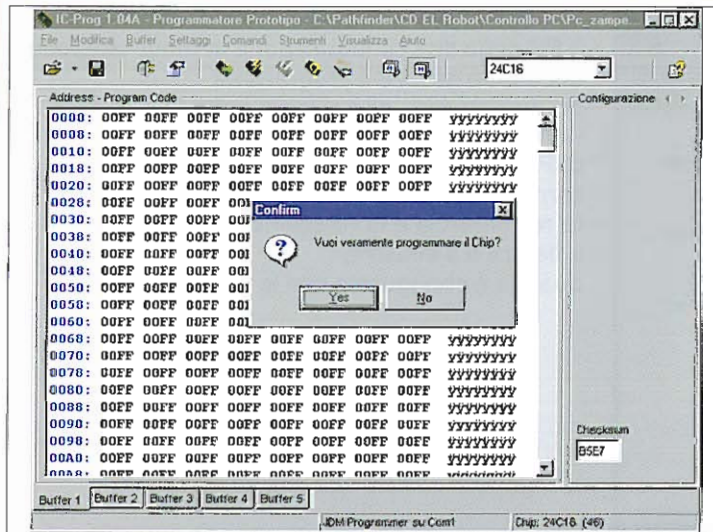 IC-Prog 1.04A - Programmatore Prototipo - C:\Pathfinder\CD EL Robot\Controllo PC\Pc_zampe...
File Modifica Buffer Settaggi Comandi Strumenti Visualizza Aiuto
24C16
Address - Program Code
Configurazione
0000: 00FF 00FF 00FF 00FF 00FF 00FF 00FF 00FF ÿÿÿÿÿÿÿÿ
0008: 00FF 00FF 00FF 00FF 00FF 00FF 00FF 00FF ÿÿÿÿÿÿÿÿ
0010: 00FF 00FF 00FF 00FF 00FF 00FF 00FF 00FF ÿÿÿÿÿÿÿÿ
0018: 00FF 00FF 00FF 00FF 00FF 00FF 00FF 00FF ÿÿÿÿÿÿÿÿ
0020: 00FF 00FF 00FF 00FF 00FF 00FF 00FF 00FF ÿÿÿÿÿÿÿÿ
0028: 00FF 00FF 00FF
0030: 00FF 00FF 00FF
0038: 00FF 00FF 00FF
0040: 00FF 00FF 00FF
0048: 00FF 00FF 00FF
0050: 00FF 00FF 00FF
0058: 00FF 00FF 00FF
0060: 00FF 00FF 00FF
Confirm
Vuoi veramente programmare il Chip?
Yes No
0068: 00FF 00FF 00FF 00FF 00FF 00FF 00FF 00FF ÿÿÿÿÿÿÿÿ
0070: 00FF 00FF 00FF 00FF 00FF 00FF 00FF 00FF ÿÿÿÿÿÿÿÿ
0078: 00FF 00FF 00FF 00FF 00FF 00FF 00FF 00FF ÿÿÿÿÿÿÿÿ
0080: 00FF 00FF 00FF 00FF 00FF 00FF 00FF 00FF ÿÿÿÿÿÿÿÿ
0088: 00FF 00FF 00FF 00FF 00FF 00FF 00FF 00FF ÿÿÿÿÿÿÿÿ
0090: 00FF 00FF 00FF 00FF 00FF 00FF 00FF 00FF ÿÿÿÿÿÿÿÿ
0098: 00FF 00FF 00FF 00FF 00FF 00FF 00FF 00FF ÿÿÿÿÿÿÿÿ
00A0: 00FF 00FF 00FF 00FF 00FF 00FF 00FF 00FF ÿÿÿÿÿÿÿÿ
00A8: 00FF 00FF 00FF 00FF 00FF 00FF 00FF 00FF ÿÿÿÿÿÿÿÿ
Checksum
B5E7
Buffer 1 Buffer 2 Buffer 3 Buffer 4 Buffer 5
JDM Programmer su Com1
Chip: 24C16 (46)